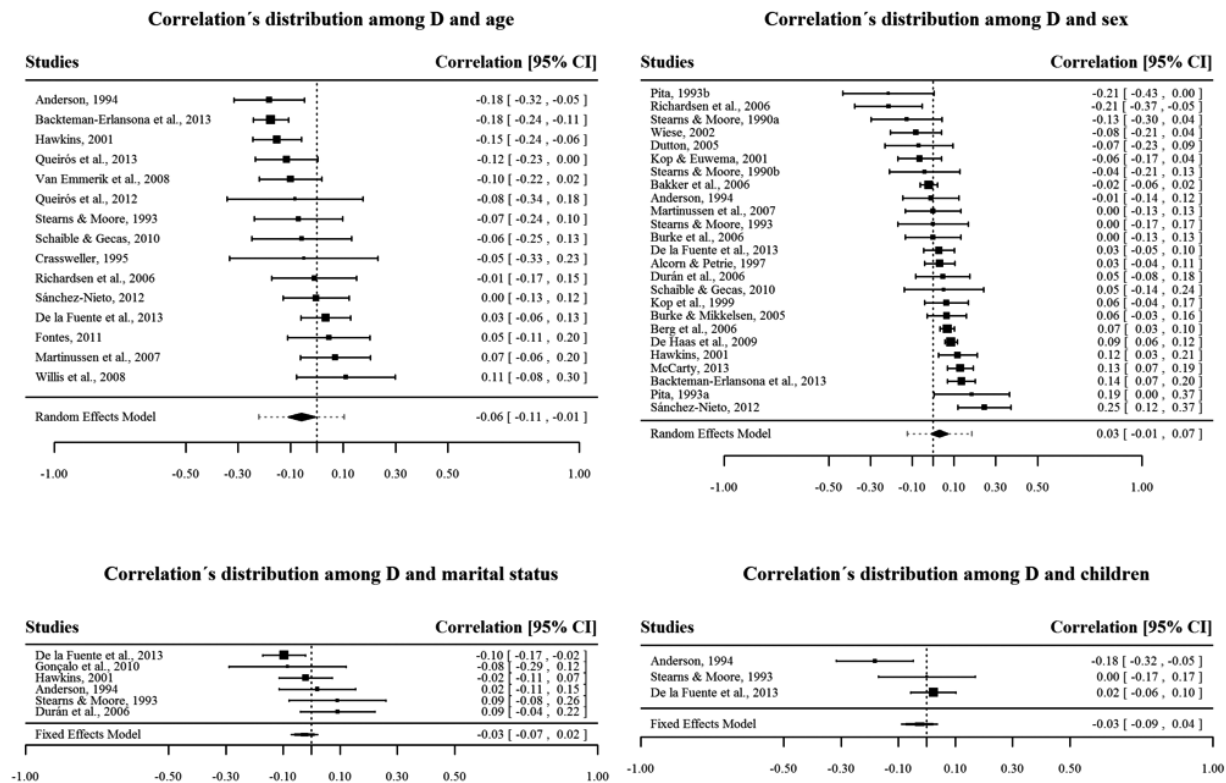 Correlation´s distribution among D and age
Studies Correlation [95% CI]
Anderson, 1994 -0.18 [ -0.32 , -0.05 ]
Backteman-Erlansona et al., 2013 -0.18 [ -0.24 , -0.11 ]
Hawkins, 2001 -0.15 [ -0.24 , -0.06 ]
Queirós et al., 2013 -0.12 [ -0.23 , 0.00 ]
Van Emmerik et al., 2008 -0.10 [ -0.22 , 0.02 ]
Queirós et al., 2012 -0.08 [ -0.34 , 0.18 ]
Stearns & Moore, 1993 -0.07 [ -0.24 , 0.10 ]
Schaible & Gecas, 2010 -0.06 [ -0.25 , 0.13 ]
Crassweller, 1995 -0.05 [ -0.33 , 0.23 ]
Richardsen et al., 2006 -0.01 [ -0.17 , 0.15 ]
Sánchez-Nieto, 2012 0.00 [ -0.13 , 0.12 ]
De la Fuente et al., 2013 0.03 [ -0.06 , 0.13 ]
Fontes, 2011 0.05 [ -0.11 , 0.20 ]
Martinussen et al., 2007 0.07 [ -0.06 , 0.20 ]
Willis et al., 2008 0.11 [ -0.08 , 0.30 ]
Random Effects Model -0.06 [ -0.11 , -0.01 ]
-1.00 -0.50 -0.30 -0.10 0.10 0.30 0.50 1.00
Correlation´s distribution among D and sex
Studies Correlation [95% CI]
Pita, 1993b -0.21 [ -0.43 , 0.00 ]
Richardsen et al., 2006 -0.21 [ -0.37 , -0.05 ]
Stearns & Moore, 1990a -0.13 [ -0.30 , 0.04 ]
Wiese, 2002 -0.08 [ -0.21 , 0.04 ]
Dutton, 2005 -0.07 [ -0.23 , 0.09 ]
Kop & Euwema, 2001 -0.06 [ -0.17 , 0.04 ]
Stearns & Moore, 1990b -0.04 [ -0.21 , 0.13 ]
Bakker et al., 2006 -0.02 [ -0.06 , 0.02 ]
Anderson, 1994 -0.01 [ -0.14 , 0.12 ]
Martinussen et al., 2007 0.00 [ -0.13 , 0.13 ]
Stearns & Moore, 1993 0.00 [ -0.17 , 0.17 ]
Burke et al., 2006 0.00 [ -0.13 , 0.13 ]
De la Fuente et al., 2013 0.03 [ -0.05 , 0.10 ]
Alcorn & Petrie, 1997 0.03 [ -0.04 , 0.11 ]
Durán et al., 2006 0.05 [ -0.08 , 0.18 ]
Schaible & Gecas, 2010 0.05 [ -0.14 , 0.24 ]
Kop et al., 1999 0.06 [ -0.04 , 0.17 ]
Burke & Mikkelsen, 2005 0.06 [ -0.03 , 0.16 ]
Berg et al., 2006 0.07 [ 0.03 , 0.10 ]
De Haas et al., 2009 0.09 [ 0.06 , 0.12 ]
Hawkins, 2001 0.12 [ 0.03 , 0.21 ]
McCarty, 2013 0.13 [ 0.07 , 0.19 ]
Backteman-Erlansona et al., 2013 0.14 [ 0.07 , 0.20 ]
Pita, 1993a 0.19 [ 0.00 , 0.37 ]
Sánchez-Nieto, 2012 0.25 [ 0.12 , 0.37 ]
Random Effects Model 0.03 [ -0.01 , 0.07 ]
-1.00 -0.50 -0.30 -0.10 0.10 0.30 0.50 1.00
Correlation´s distribution among D and marital status
Studies Correlation [95% CI]
De la Fuente et al., 2013 -0.10 [ -0.17 , -0.02 ]
Gonçalo et al., 2010 -0.08 [ -0.29 , 0.12 ]
Hawkins, 2001 -0.02 [ -0.11 , 0.07 ]
Anderson, 1994 0.02 [ -0.11 , 0.15 ]
Stearns & Moore, 1993 0.09 [ -0.08 , 0.26 ]
Durán et al., 2006 0.09 [ -0.04 , 0.22 ]
Fixed Effects Model -0.03 [ -0.07 , 0.02 ]
-1.00 -0.50 -0.30 -0.10 0.10 0.30 0.50 1.00
Correlation´s distribution among D and children
Studies Correlation [95% CI]
Anderson, 1994 -0.18 [ -0.32 , -0.05 ]
Stearns & Moore, 1993 0.00 [ -0.17 , 0.17 ]
De la Fuente et al., 2013 0.02 [ -0.06 , 0.10 ]
Fixed Effects Model -0.03 [ -0.09 , 0.04 ]
-1.00 -0.50 -0.30 -0.10 0.10 0.30 0.50 1.00